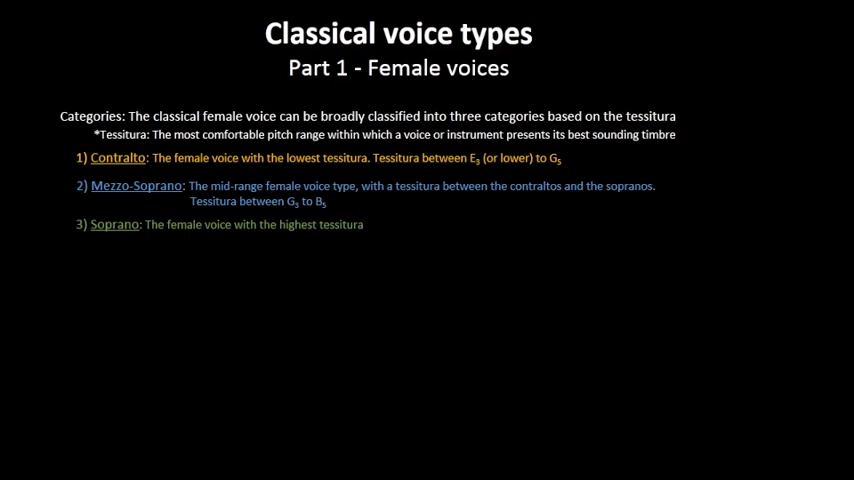 Classical voice types
Part 1 - Female voices
Categories: The classical female voice can be broadly classified into three categories based on the tessitura
*Tessitura: The most comfortable pitch range within which a voice or instrument presents its best sounding timbre
1) Contralto: The female voice with the lowest tessitura. Tessitura between E3 (or lower) to G5
2) Mezzo-Soprano: The mid-range female voice type, with a tessitura between the contraltos and the sopranos.
Tessitura between G3 to B5
3) Soprano: The female voice with the highest tessitura